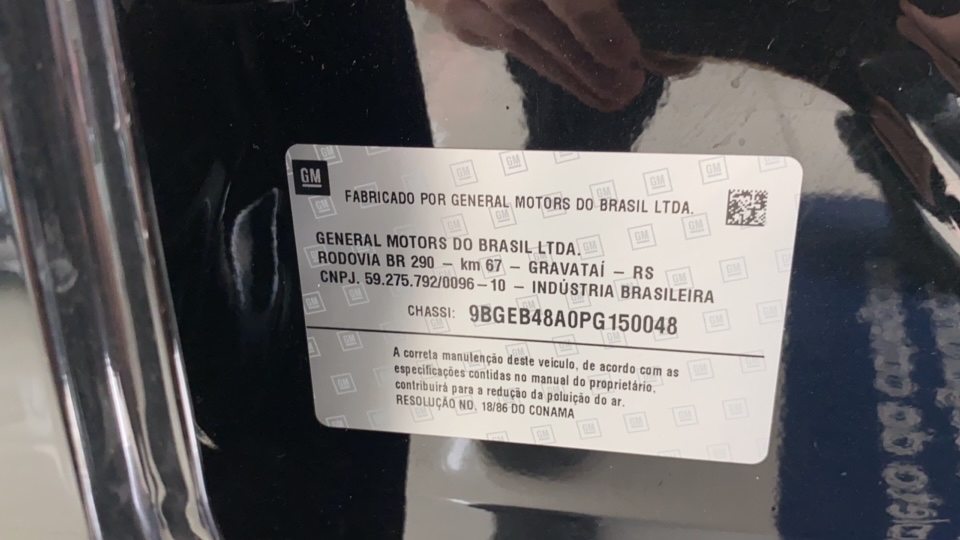 GM
FABRICADO POR GENERAL MOTORS DO BRASIL LTDA.
GENERAL MOTORS DO BRASIL LTDA.
RODOVIA BR 290 – km 67 – GRAVATAÍ – RS
CNPJ. 59.275.792/0096–10 – INDÚSTRIA BRASILEIRA
CHASSI: 9BGEB48A0PG150048
A correta manutenção deste veiculo, de acordo com as
especificações contidas no manual do proprietário,
contribuirá para a redução da poluição do ar.
RESOLUÇÃO NO. 18/86 DO CONAMA